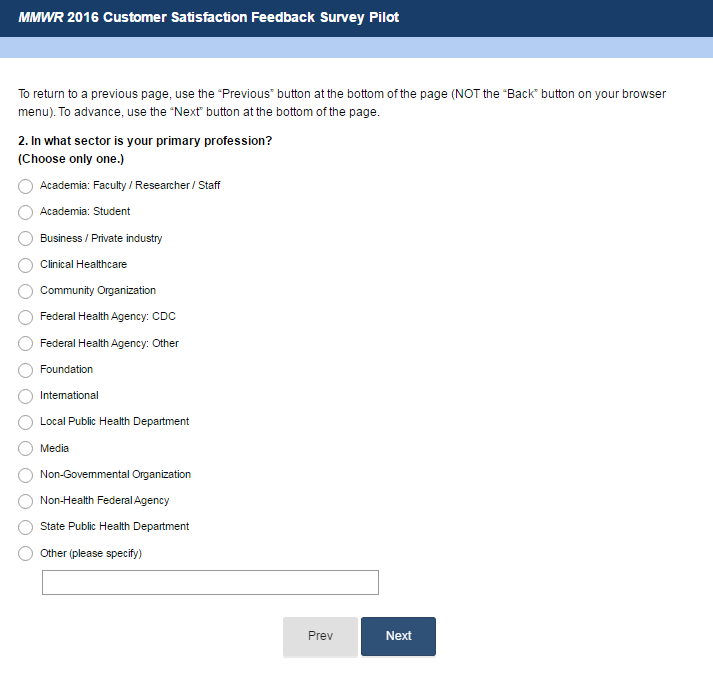 MMWR 2016 Customer Satisfaction Feedback Survey Pilot
To return to a previous page, use the “Previous” button at the bottom of the page (NOT the “Back” button on your browser
menu). To advance, use the “Next” button at the bottom of the page.
2. In what sector is your primary profession?
(Choose only one.)
Academia: Faculty / Researcher / Staff
Academia: Student
Business / Private industry
Clinical Healthcare
Community Organization
Federal Health Agency: CDC
Federal Health Agency: Other
Foundation
International
Local Public Health Department
Media
Non-Governmental Organization
Non-Health Federal Agency
State Public Health Department
Other (please specify)
Prev Next